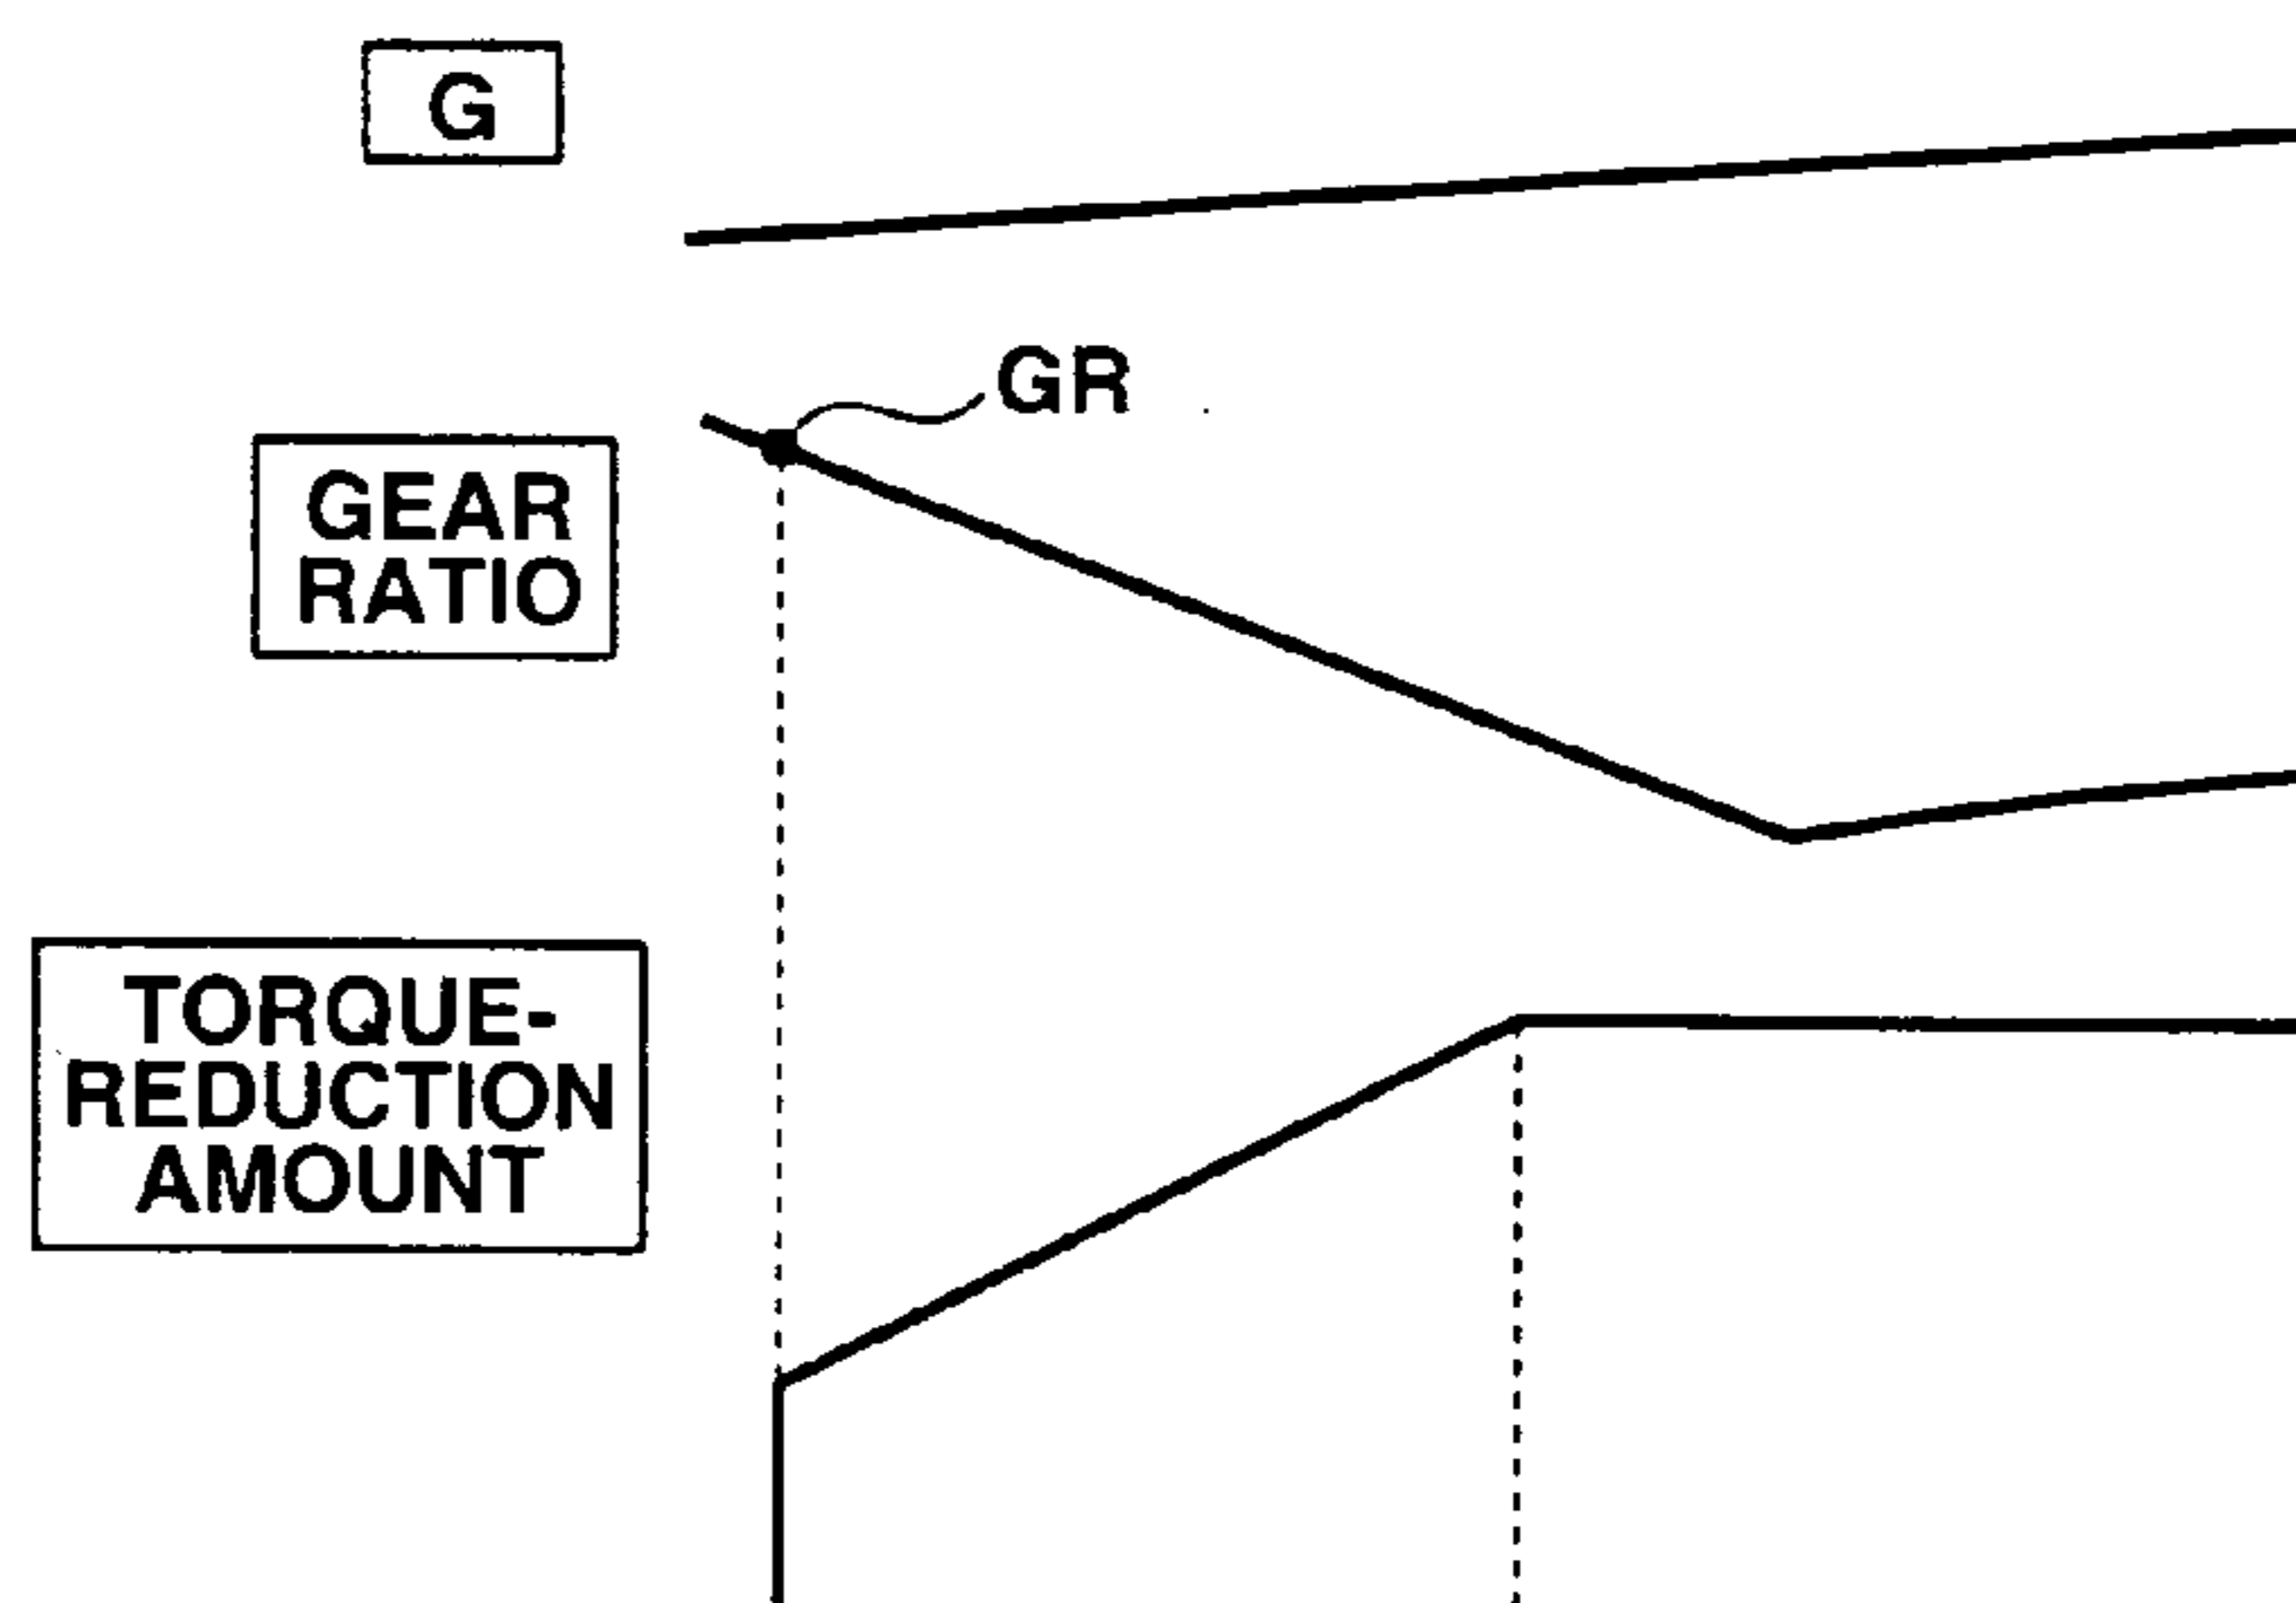 G
GR
GEAR
RATIO
TORQUE-
REDUCTION
AMOUNT